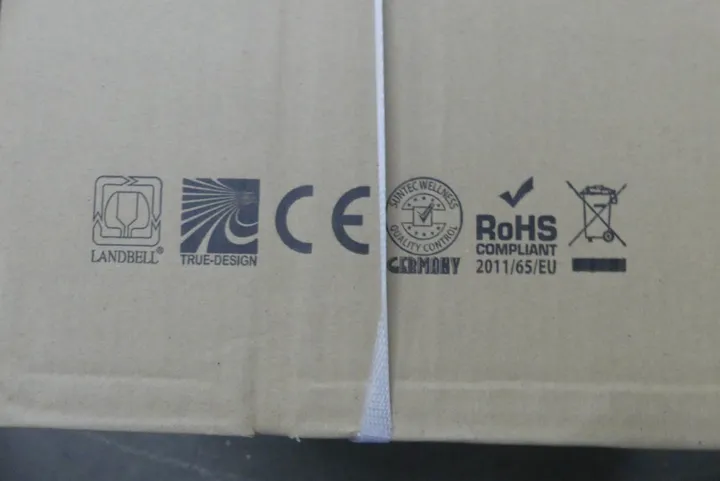 LANDBELL®
TRUE-DESIGN
CE
SUNTEC WELLNESS
QUALITY CONTROL
GERMANY
RoHS
COMPLIANT
2011/65/EU